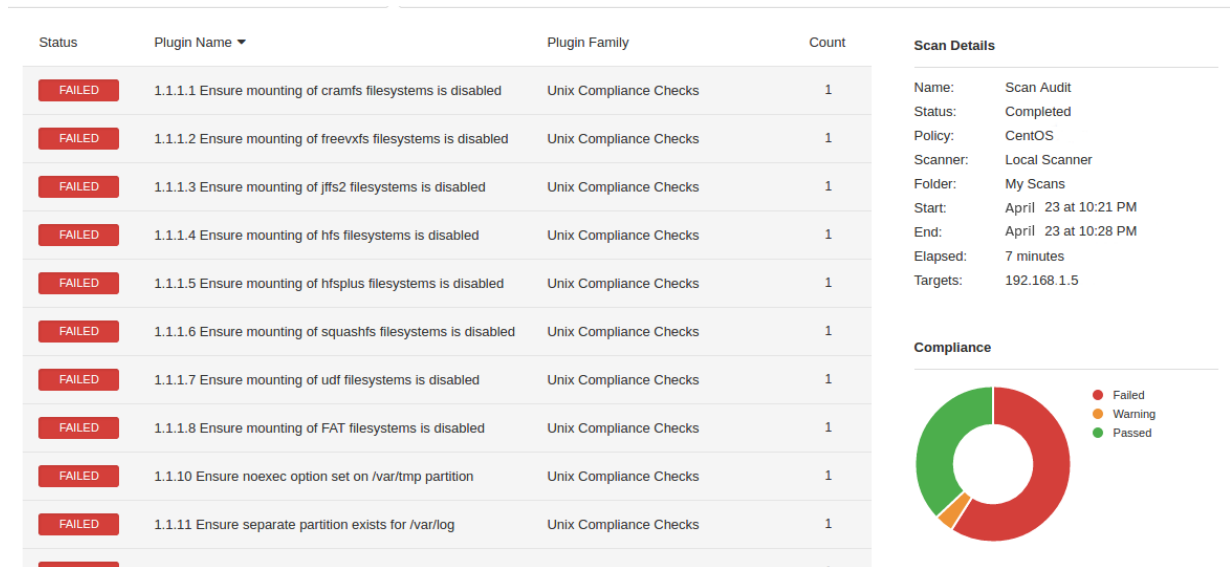 Status Plugin Name Plugin Family Count
FAILED 1.1.1.1 Ensure mounting of cramfs filesystems is disabled Unix Compliance Checks 1
FAILED 1.1.1.2 Ensure mounting of freevxfs filesystems is disabled Unix Compliance Checks 1
FAILED 1.1.1.3 Ensure mounting of jffs2 filesystems is disabled Unix Compliance Checks 1
FAILED 1.1.1.4 Ensure mounting of hfs filesystems is disabled Unix Compliance Checks 1
FAILED 1.1.1.5 Ensure mounting of hfsplus filesystems is disabled Unix Compliance Checks 1
FAILED 1.1.1.6 Ensure mounting of squashfs filesystems is disabled Unix Compliance Checks 1
FAILED 1.1.1.7 Ensure mounting of udf filesystems is disabled Unix Compliance Checks 1
FAILED 1.1.1.8 Ensure mounting of FAT filesystems is disabled Unix Compliance Checks 1
FAILED 1.1.10 Ensure noexec option set on /var/tmp partition Unix Compliance Checks 1
FAILED 1.1.11 Ensure separate partition exists for /var/log Unix Compliance Checks 1
Scan Details
Name: Scan Audit
Status: Completed
Policy: CentOS
Scanner: Local Scanner
Folder: My Scans
Start: April 23 at 10:21 PM
End: April 23 at 10:28 PM
Elapsed: 7 minutes
Targets: 192.168.1.5
Compliance
Failed
Warning
Passed